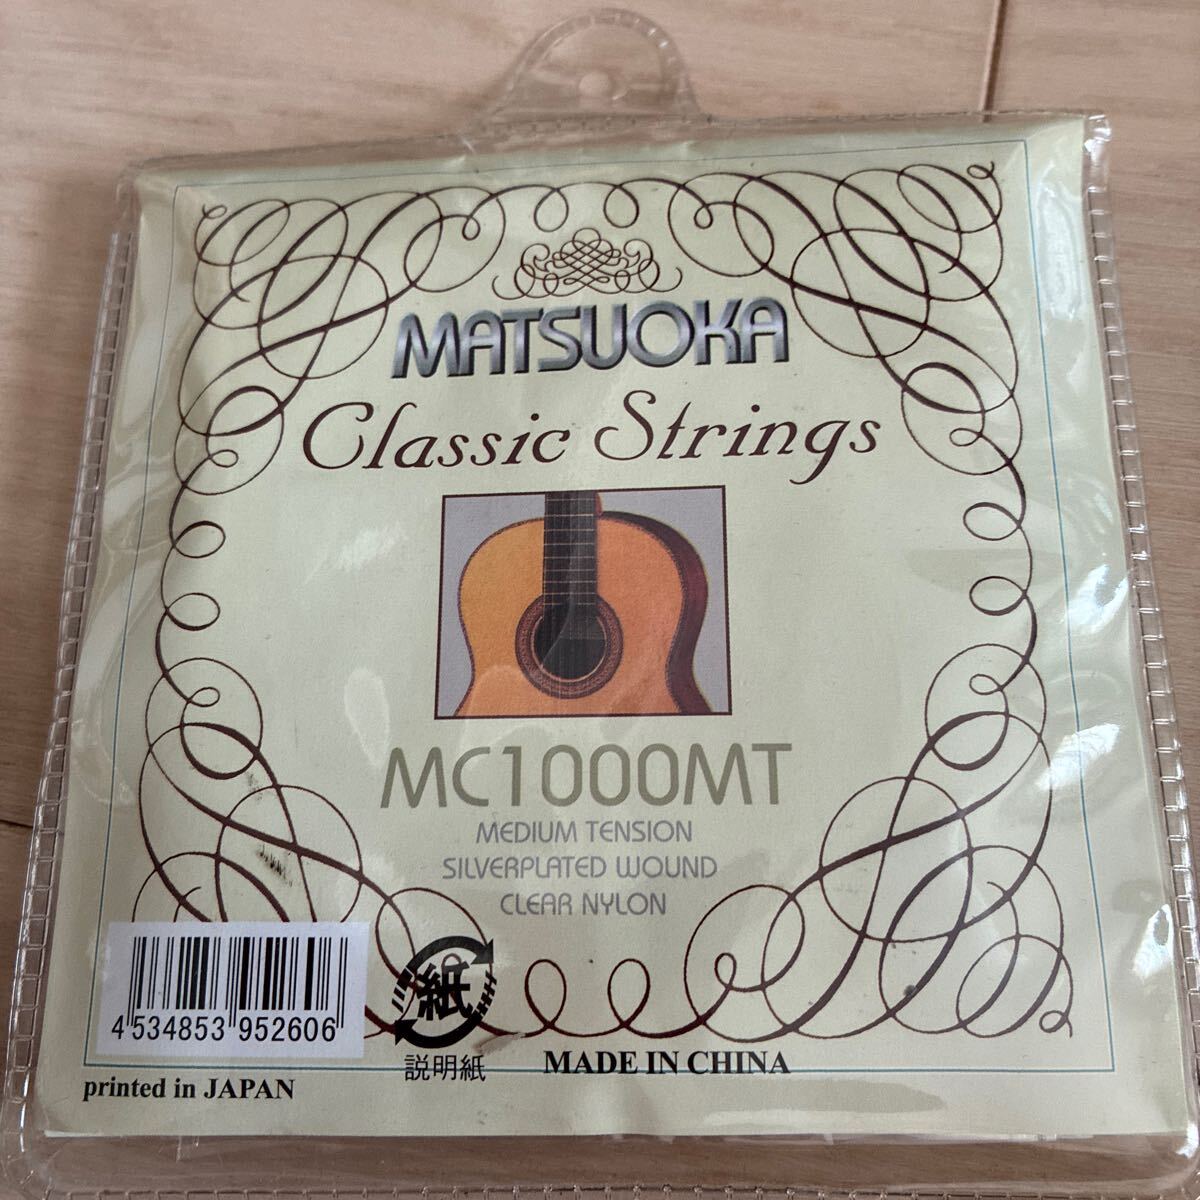 MATSUOKA
Classic Strings
MC1000MT
MEDIUM TENSION
SILVERPLATED WOUND
CLEAR NYLON
4 534853 952606
紙
説明紙
MADE IN CHINA
printed in JAPAN